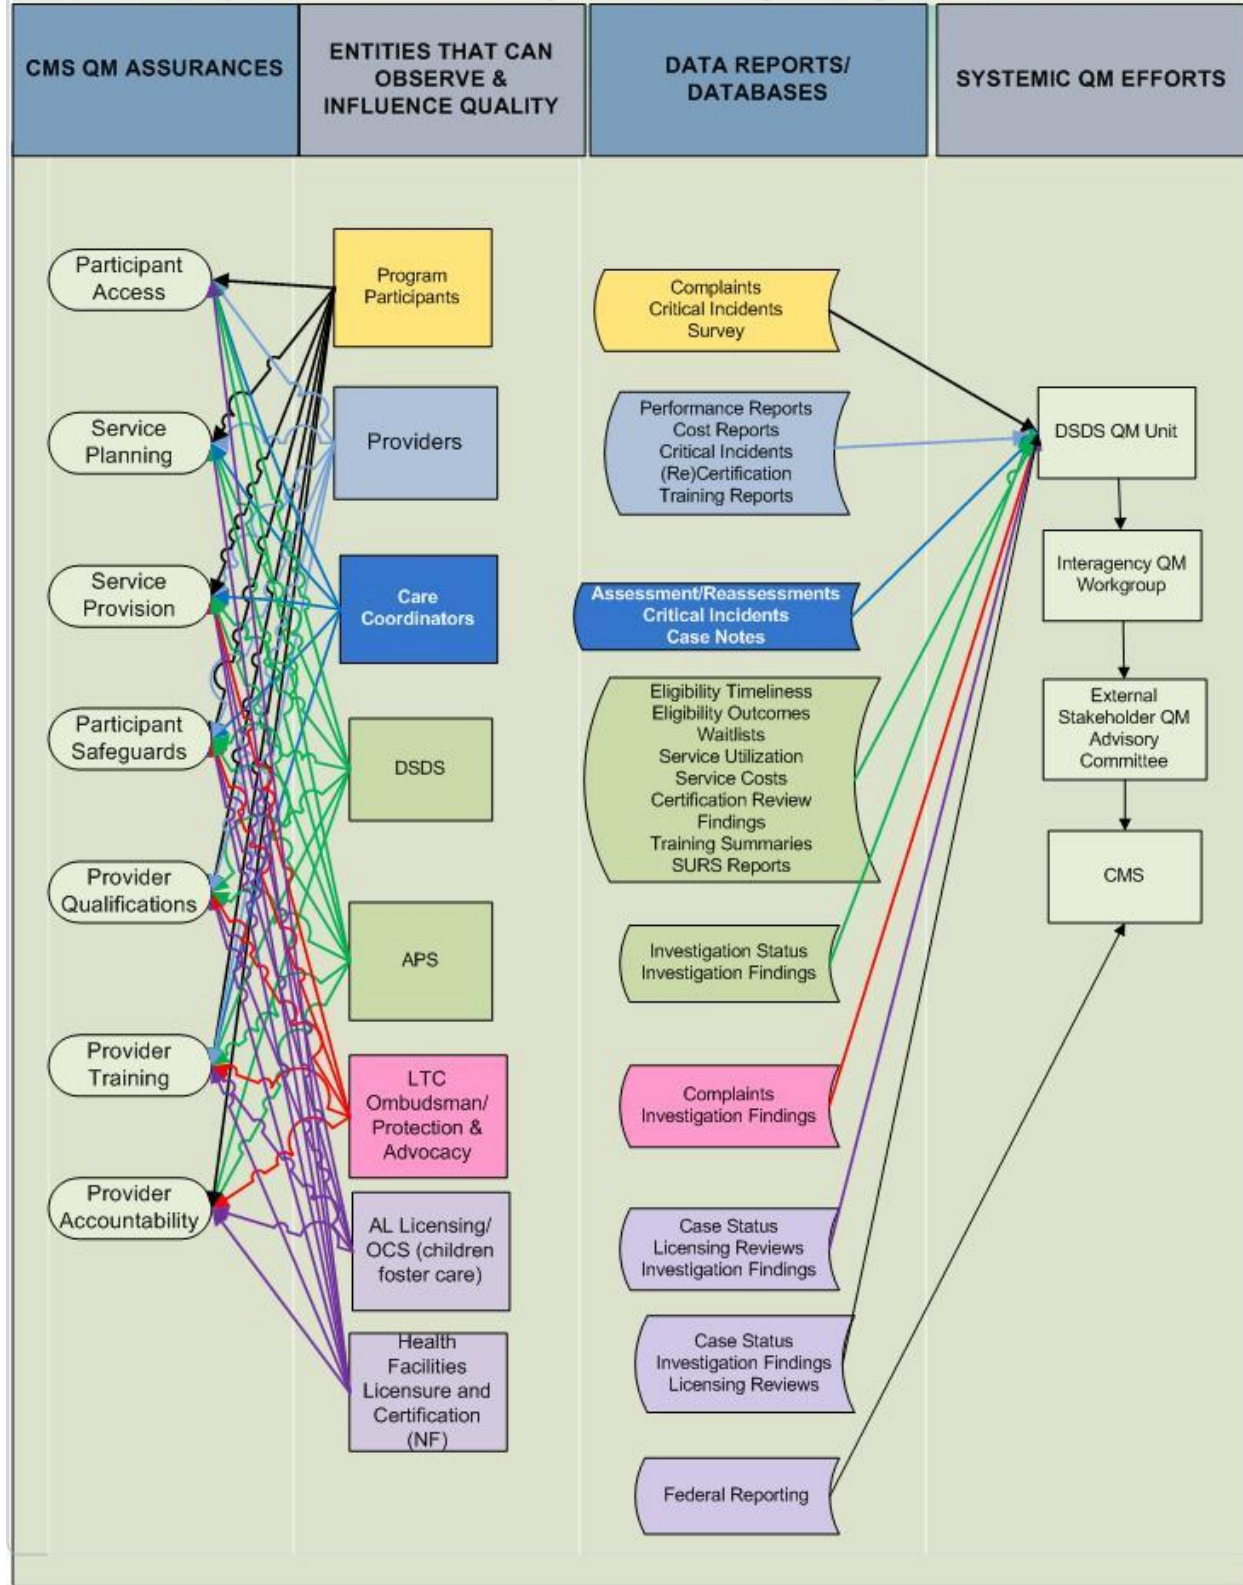 CMS QM ASSURANCES
ENTITIES THAT CAN
OBSERVE &
INFLUENCE QUALITY
DATA REPORTS/
DATABASES
SYSTEMIC QM EFFORTS
Participant
Access
Service
Planning
Service
Provision
Participant
Safeguards
Provider
Qualifications
Provider
Training
Provider
Accountability
Program
Participants
Providers
Care
Coordinators
DSDS
APS
LTC
Ombudsman/
Protection &
Advocacy
AL Licensing/
OCS (children
foster care)
Health
Facilities
Licensure and
Certification
(NF)
Complaints
Critical Incidents
Survey
Performance Reports
Cost Reports
Critical Incidents
(Re)Certification
Training Reports
Assessment/Reassessments
Critical Incidents
Case Notes
Eligibility Timeliness
Eligibility Outcomes
Waitlists
Service Utilization
Service Costs
Certification Review
Findings
Training Summaries
SURS Reports
Investigation Status
Investigation Findings
Complaints
Investigation Findings
Case Status
Licensing Reviews
Investigation Findings
Case Status
Investigation Findings
Licensing Reviews
Federal Reporting
DSDS QM Unit
Interagency QM
Workgroup
External
Stakeholder QM
Advisory
Committee
CMS